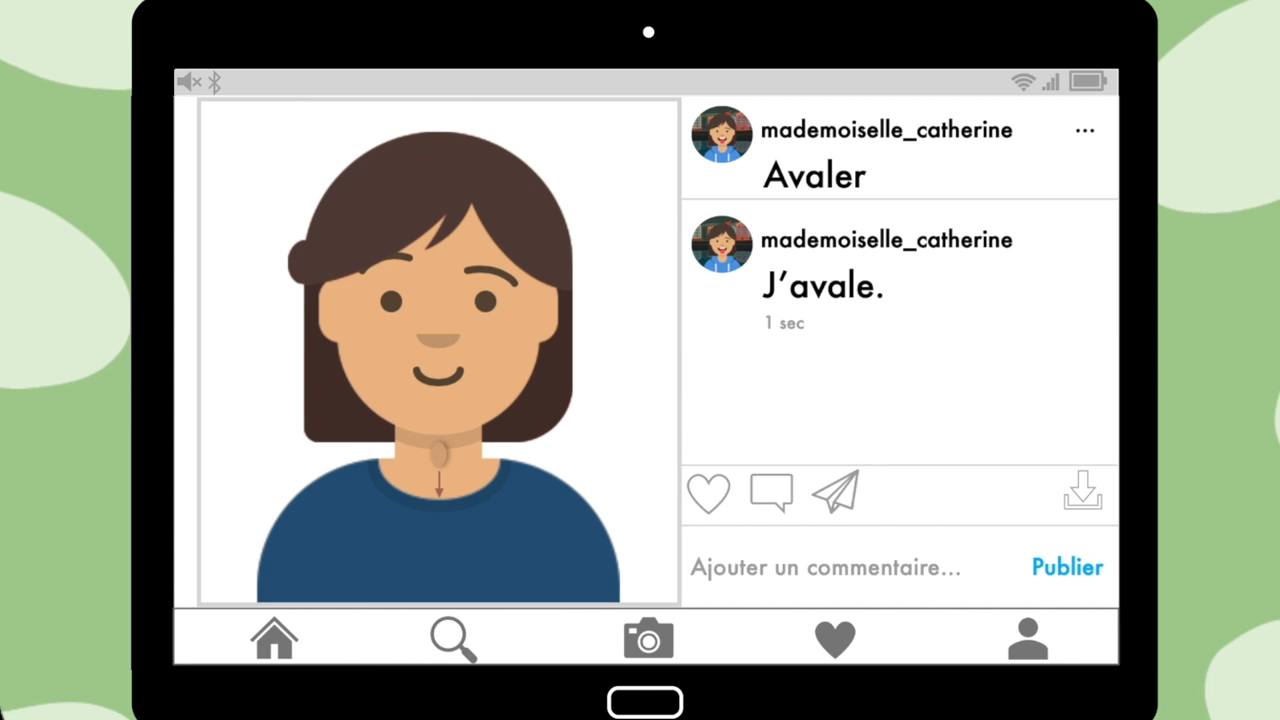 mademoiselle_catherine
...
Avaler
mademoiselle_catherine
J’avale.
1 sec
Ajouter un commentaire...
Publier